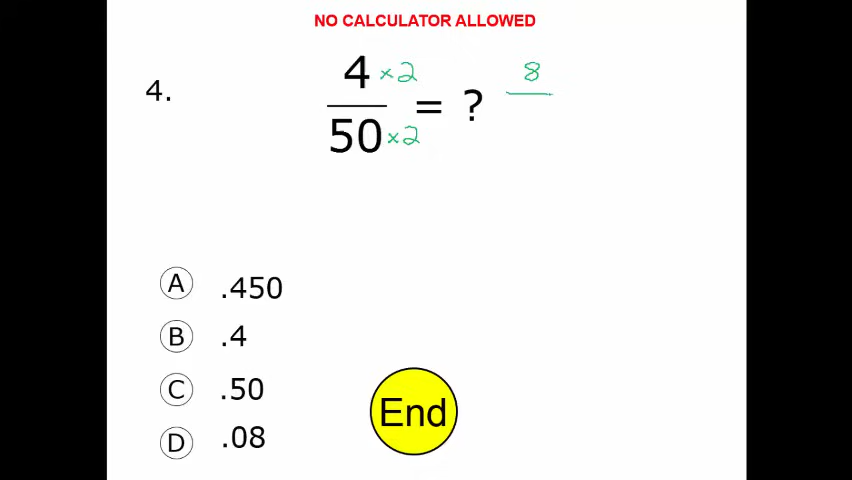 NO CALCULATOR ALLOWED
4.
4 ×2
50 ×2
= ?
8
A .450
B .4
C .50
D .08
End